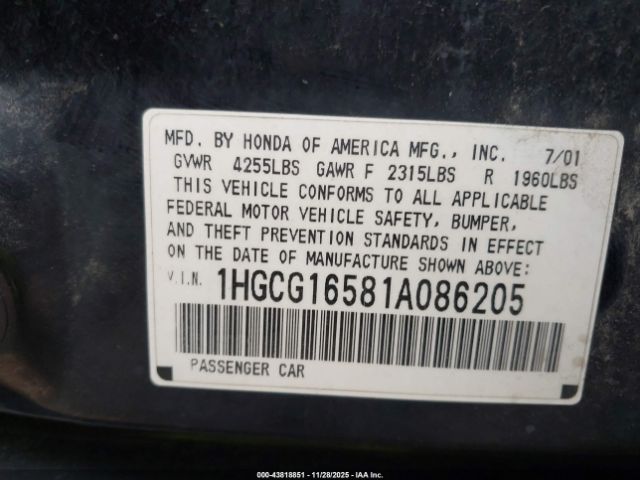 MFD. BY HONDA OF AMERICA MFG., INC. 7/01
GVWR 4255LBS GAWR F 2315LBS R 1960LBS
THIS VEHICLE CONFORMS TO ALL APPLICABLE
FEDERAL MOTOR VEHICLE SAFETY, BUMPER,
AND THEFT PREVENTION STANDARDS IN EFFECT
ON THE DATE OF MANUFACTURE SHOWN ABOVE:
V.I.N. 1HGCG16581A086205
PASSENGER CAR
000-43818851 | 11/28/2025 - IAA Inc.